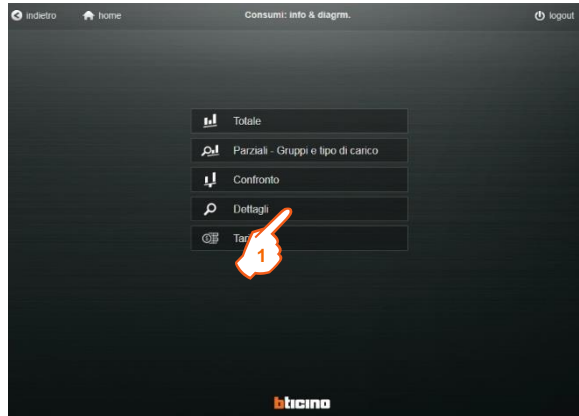 indietro home Consumi: info & diagrm. logout
Totale
Parziali - Gruppi e tipo di carico
Confronto
Dettagli
1
bticino